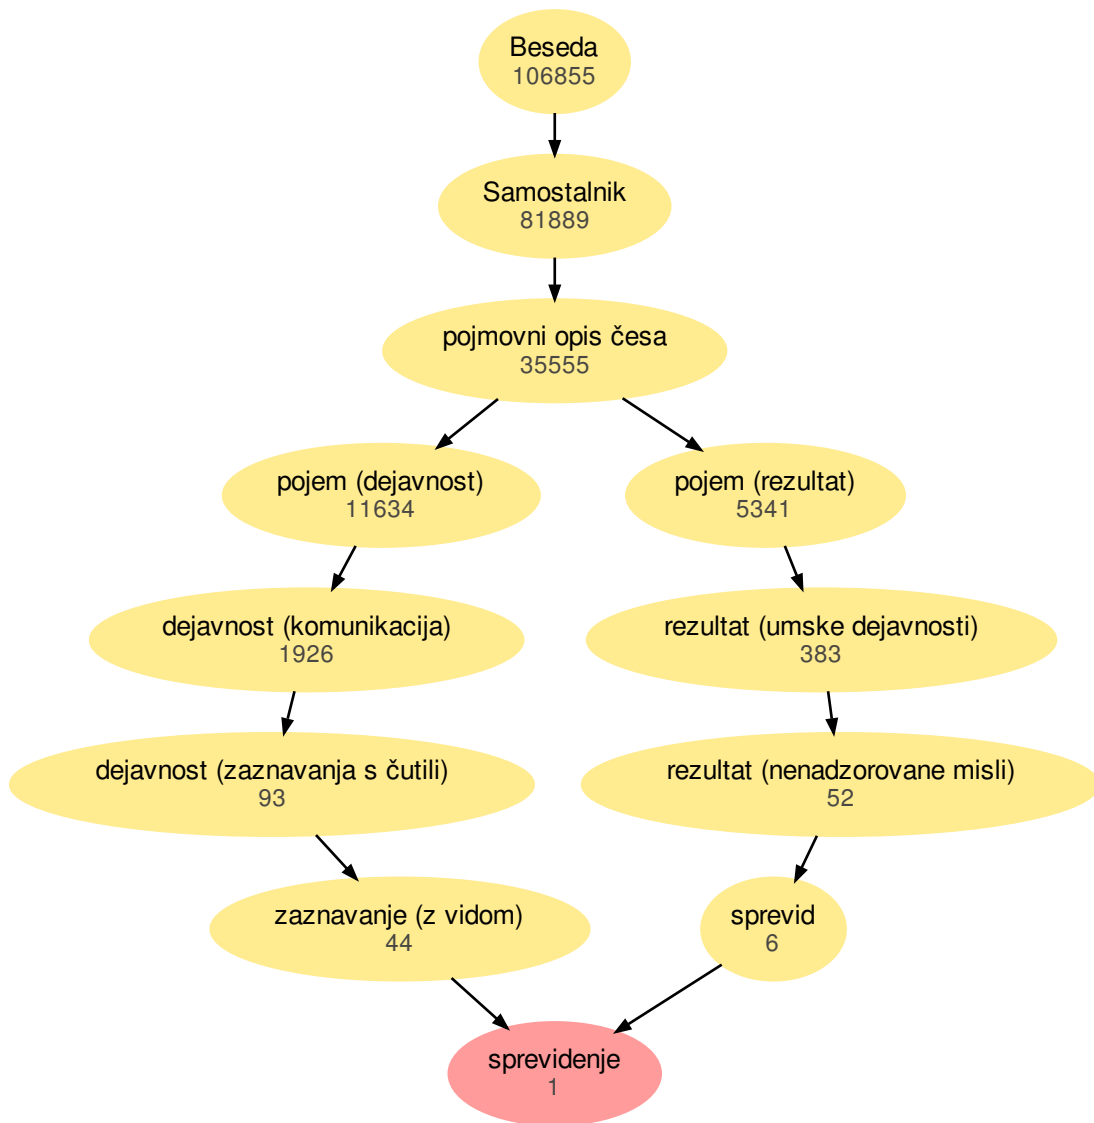 Beseda
106855
Samostalnik
81889
pojmovni opis česa
35555
pojem (dejavnost)
11634
pojem (rezultat)
5341
dejavnost (komunikacija)
1926
rezultat (umske dejavnosti)
383
dejavnost (zaznavanja s čutili)
93
rezultat (nenadzorovane misli)
52
zaznavanje (z vidom)
44
sprevid
6
sprevidenje
1